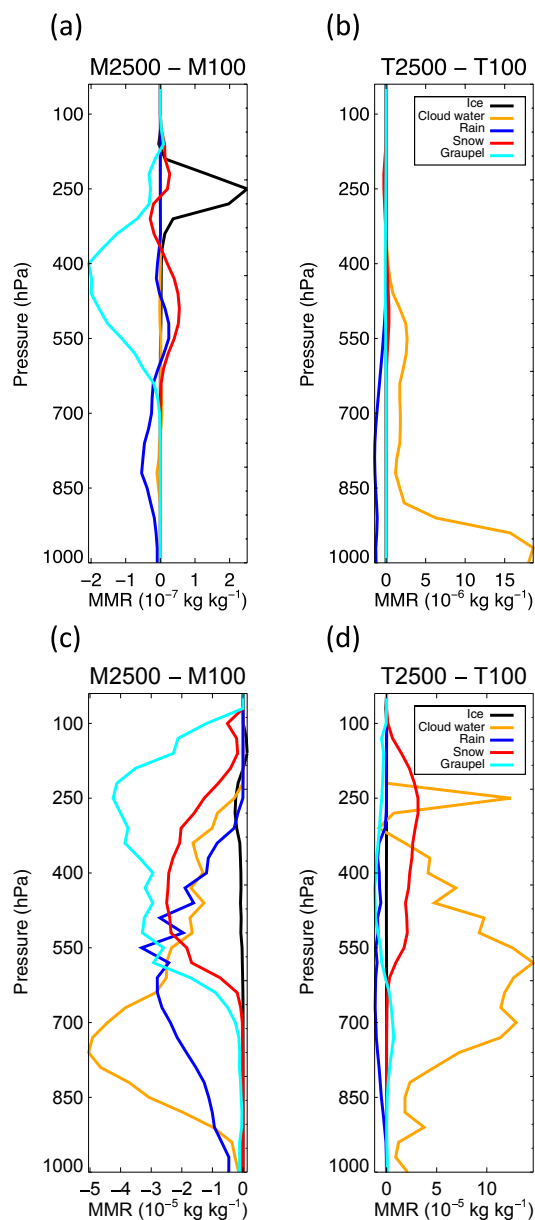 (a)
M2500 − M100
100
250
400
550
700
850
1000
Pressure (hPa)
−2 −1 0 1 2
MMR (10⁻⁷ kg kg⁻¹)
(b)
T2500 − T100
Ice
Cloud water
Rain
Snow
Graupel
100
250
400
550
700
850
1000
Pressure (hPa)
0 5 10 15
MMR (10⁻⁶ kg kg⁻¹)
(c)
M2500 − M100
100
250
400
550
700
850
1000
Pressure (hPa)
−5 −4 −3 −2 −1 −0
MMR (10⁻⁵ kg kg⁻¹)
(d)
T2500 − T100
Ice
Cloud water
Rain
Snow
Graupel
100
250
400
550
700
850
1000
Pressure (hPa)
0 5 10
MMR (10⁻⁵ kg kg⁻¹)